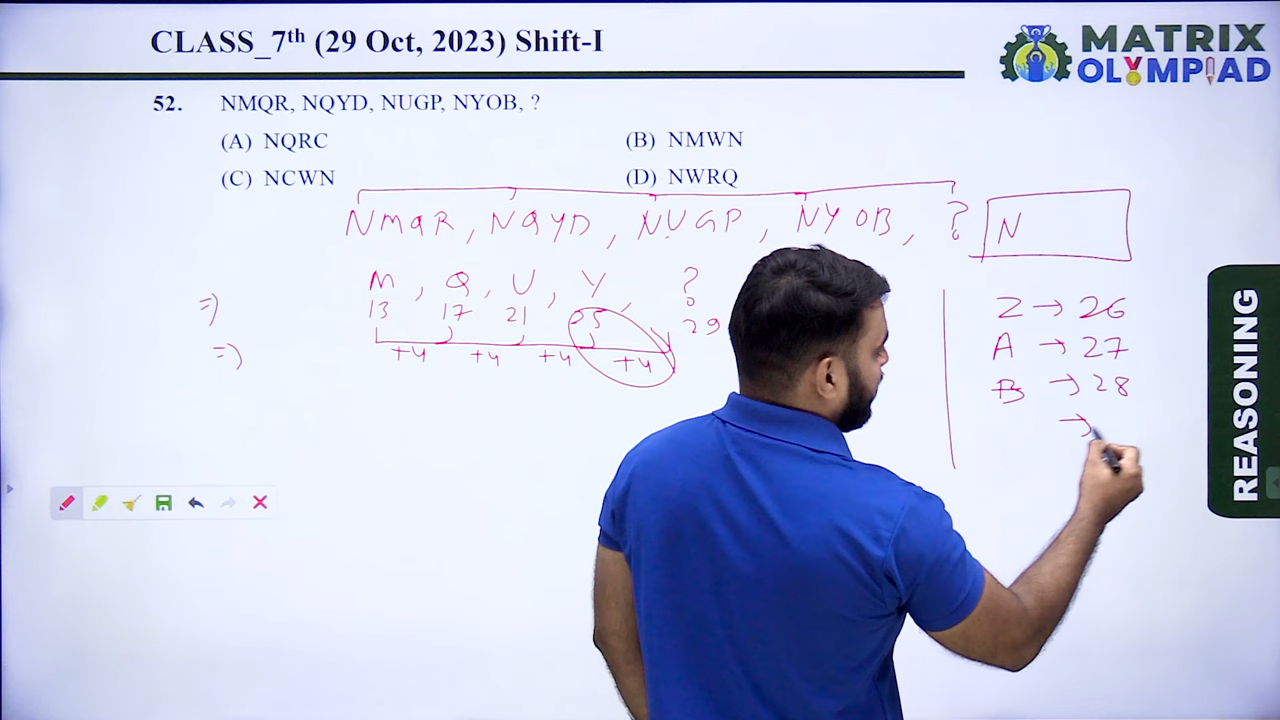 CLASS_7th (29 Oct, 2023) Shift-I
MATRIX
OLYMPIAD
52. NMQR, NQYD, NUGP, NYOB, ?
(A) NQRC (B) NMWN
(C) NCWN (D) NWRQ
NMQR, NQYD, NUGP, NYOB, ? N
M, Q, U, Y, ?
13 17 21 25 29
+4 +4 +4 +4
Z → 26
A → 27
B → 28
→
REASONING